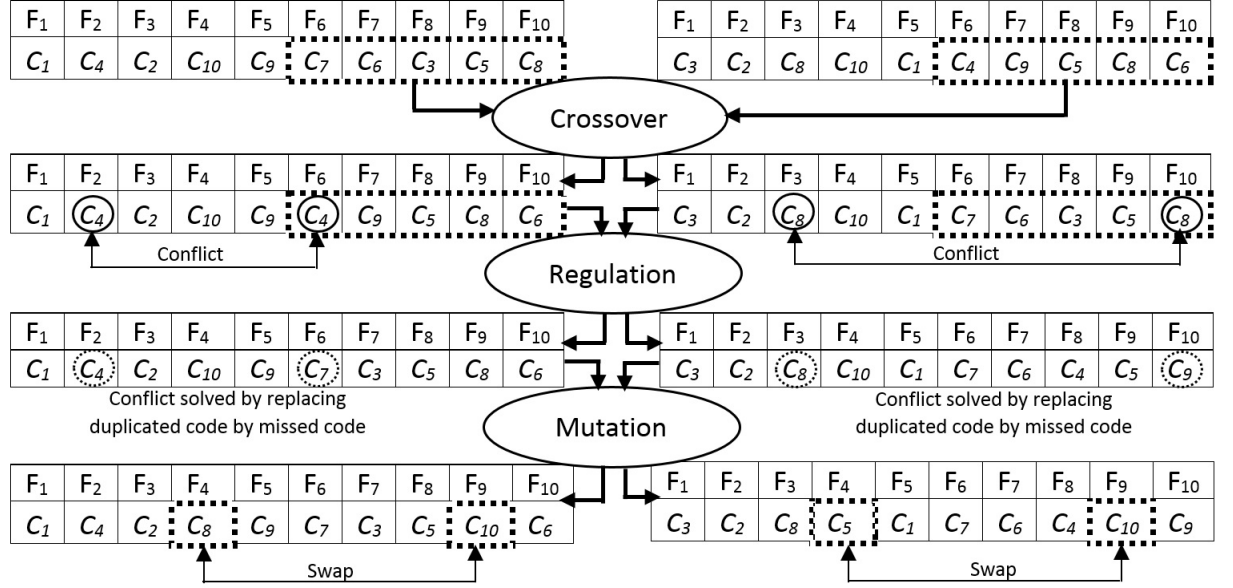 F1 F2 F3 F4 F5 F6 F7 F8 F9 F10
C1 C4 C2 C10 C9 C7 C6 C3 C5 C8
F1 F2 F3 F4 F5 F6 F7 F8 F9 F10
C3 C2 C8 C10 C1 C4 C9 C5 C8 C6
Crossover
F1 F2 F3 F4 F5 F6 F7 F8 F9 F10
C1 C4 C2 C10 C9 C4 C9 C5 C8 C6
Conflict
F1 F2 F3 F4 F5 F6 F7 F8 F9 F10
C3 C2 C8 C10 C1 C7 C6 C3 C5 C8
Conflict
Regulation
F1 F2 F3 F4 F5 F6 F7 F8 F9 F10
C1 C4 C2 C10 C9 C7 C3 C5 C8 C6
Conflict solved by replacing
duplicated code by missed code
F1 F2 F3 F4 F5 F6 F7 F8 F9 F10
C3 C2 C8 C10 C1 C7 C6 C4 C5 C9
Conflict solved by replacing
duplicated code by missed code
Mutation
F1 F2 F3 F4 F5 F6 F7 F8 F9 F10
C1 C4 C2 C8 C9 C7 C3 C5 C10 C6
Swap
F1 F2 F3 F4 F5 F6 F7 F8 F9 F10
C3 C2 C8 C5 C1 C7 C6 C4 C10 C9
Swap